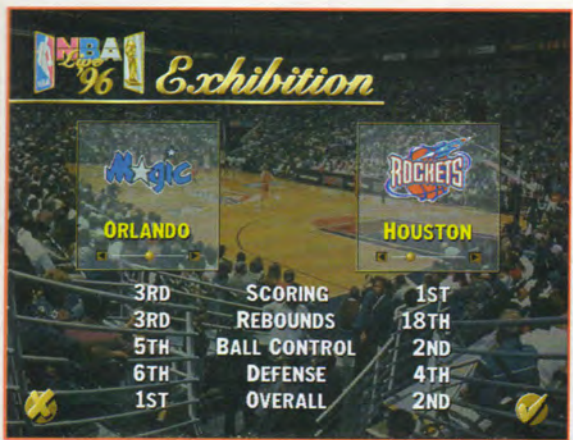 NBA
Live
96
Exhibition
Magic
ROCKETS
ORLANDO HOUSTON
3RD SCORING 1ST
3RD REBOUNDS 18TH
5TH BALL CONTROL 2ND
6TH DEFENSE 4TH
1ST OVERALL 2ND